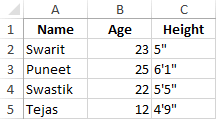 A B C
1 Name Age Height
2 Swarit 23 5"
3 Puneet 25 6'1"
4 Swastik 22 5'5"
5 Tejas 12 4'9"